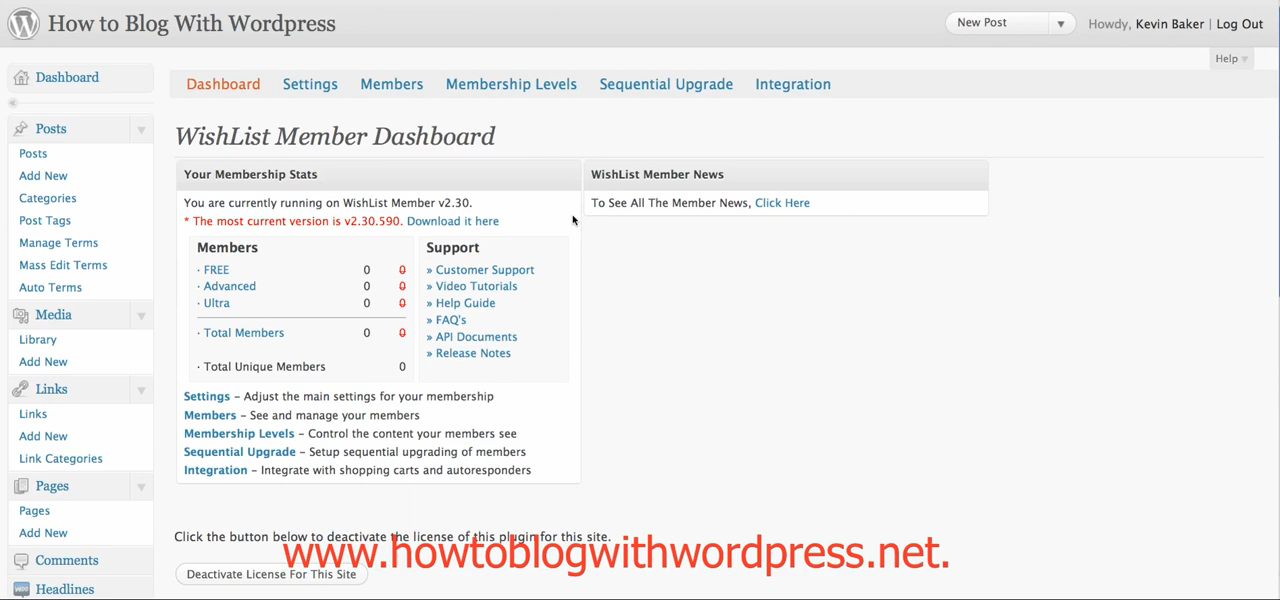 How to Blog With Wordpress
New Post
Howdy, Kevin Baker | Log Out
Help
Dashboard
Posts
Posts
Add New
Categories
Post Tags
Manage Terms
Mass Edit Terms
Auto Terms
Media
Library
Add New
Links
Links
Add New
Link Categories
Pages
Pages
Add New
Comments
Headlines
Dashboard Settings Members Membership Levels Sequential Upgrade Integration
WishList Member Dashboard
Your Membership Stats
You are currently running on WishList Member v2.30.
* The most current version is v2.30.590. Download it here
Members
· FREE 0 0
· Advanced 0 0
· Ultra 0 0
· Total Members 0 0
· Total Unique Members 0
Support
» Customer Support
» Video Tutorials
» Help Guide
» FAQ's
» API Documents
» Release Notes
Settings – Adjust the main settings for your membership
Members – See and manage your members
Membership Levels – Control the content your members see
Sequential Upgrade – Setup sequential upgrading of members
Integration – Integrate with shopping carts and autoresponders
WishList Member News
To See All The Member News, Click Here
Click the button below to deactivate the license of this plugin for this site.
www.howtoblogwithwordpress.net.
Deactivate License For This Site